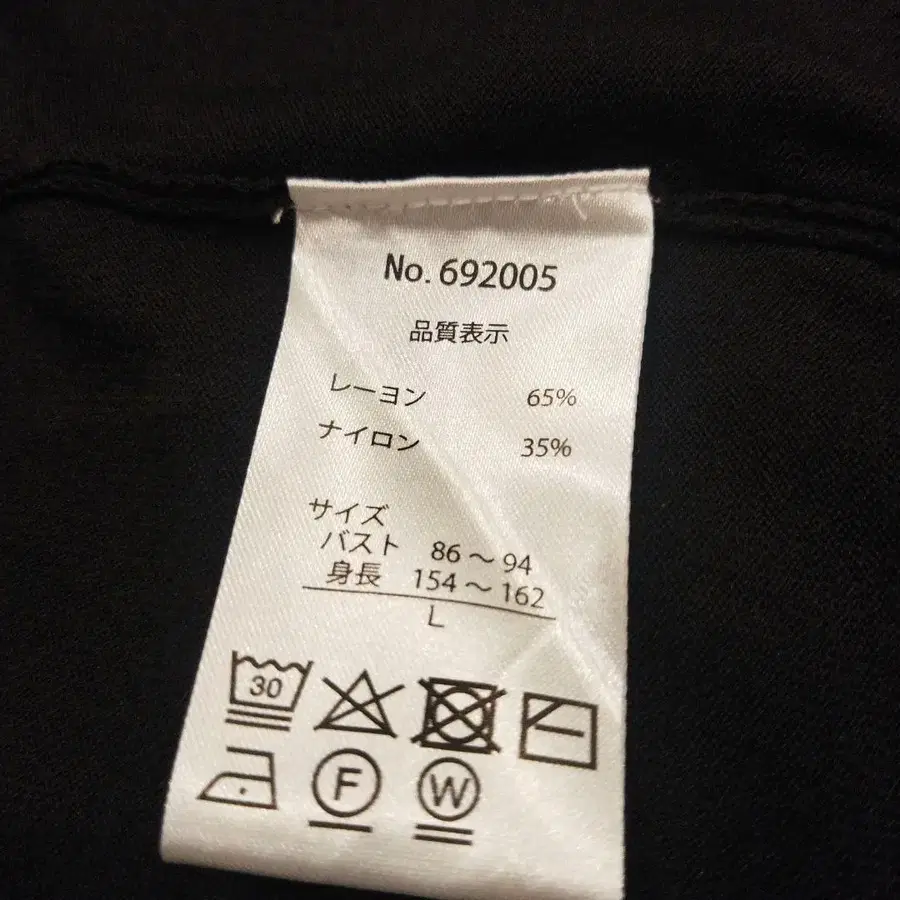 No. 692005
品質表示
レーヨン 65%
ナイロン 35%
サイズ
バスト 86～94
身長 154～162
L
30
F
W